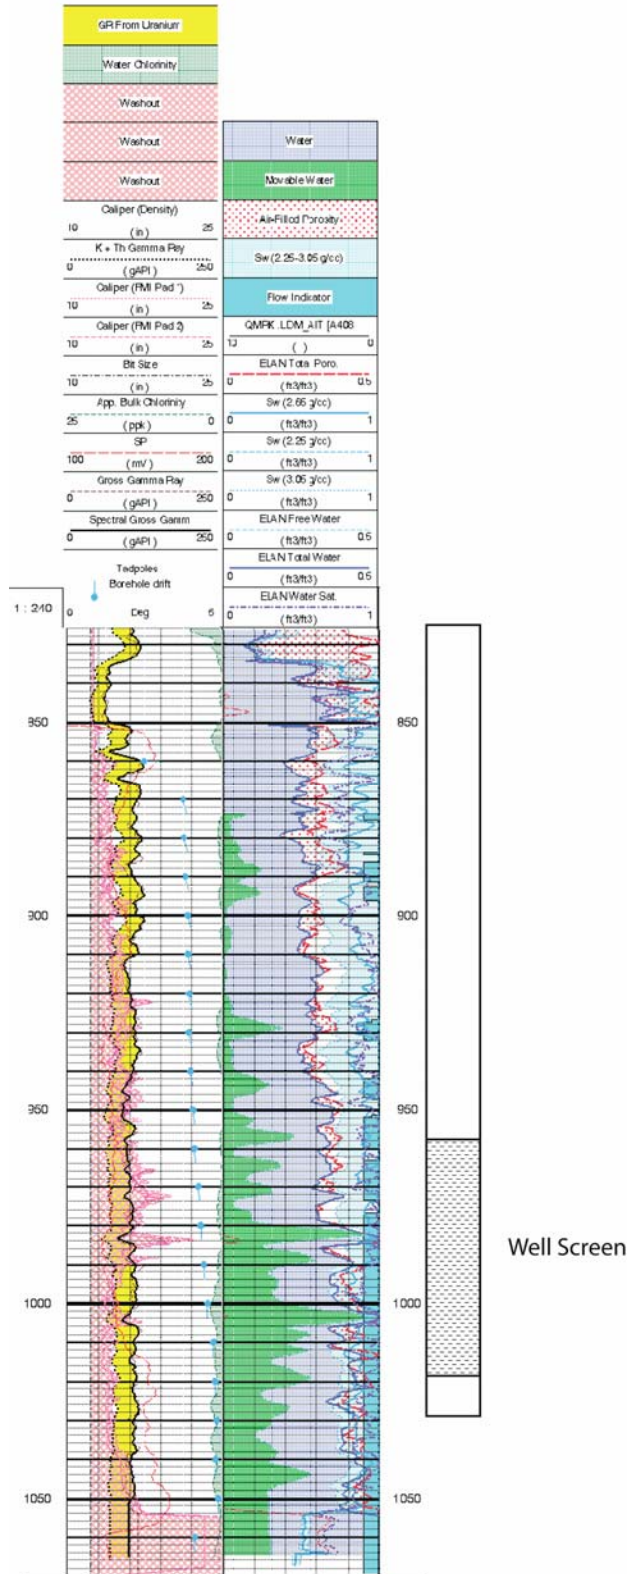 GR From Uranium
Water Chlorinity
Washout
Washout
Washout
Caliper (Density)
10 (in) 25
K + Th Gamma Ray
0 (gAPI) 250
Caliper (FMI Pad 1)
10 (in) 25
Caliper (FMI Pad 2)
10 (in) 25
Bit Size
10 (in) 25
App. Bulk Chlorinity
25 (ppk) 0
SP
100 (mV) 200
Gross Gamma Ray
0 (gAPI) 250
Spectral Gross Gamm
0 (gAPI) 250
Tadpoles
Borehole drift
1 : 240
0 Deg 6
Water
Movable Water
Air-Filled Porosity
Sw (2.25-3.05 g/cc)
Flow Indicator
QMRK .LDM_AIT [A408
10 ( ) 0
ELAN Total Poro.
0 (ft3/ft3) 0.5
Sw (2.65 g/cc)
0 (ft3/ft3) 1
Sw (2.25 g/cc)
0 (ft3/ft3) 1
Sw (3.05 g/cc)
0 (ft3/ft3) 1
ELAN Free Water
0 (ft3/ft3) 0.5
ELAN Total Water
0 (ft3/ft3) 0.5
ELAN Water Sat.
0 (ft3/ft3) 1
850
900 900
950 950
Well Screen
1000 1000
1050 1050